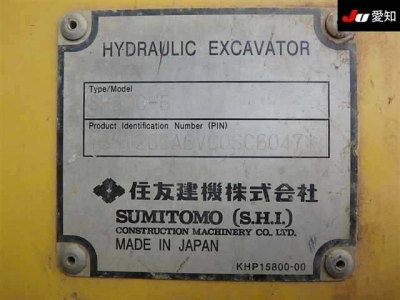 Ju 愛知
HYDRAULIC EXCAVATOR
Type/Model
Product Identification Number (PIN)
住友建機株式会社
SUMITOMO (S.H.I.)
CONSTRUCTION MACHINERY CO., LTD.
MADE IN JAPAN
KHP15800-00